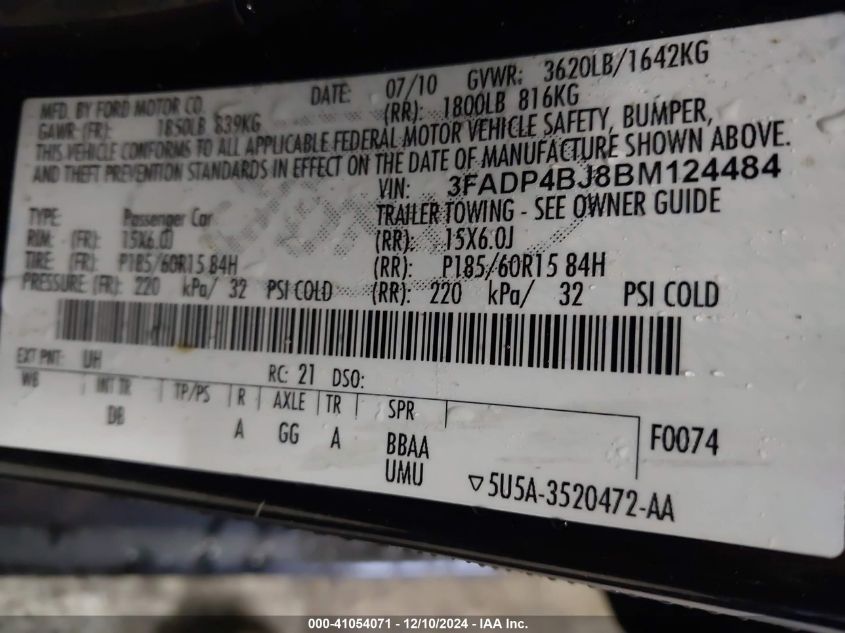 MFD. BY FORD MOTOR CO. DATE: 07/10 GVWR: 3620LB/1642KG
GAWR: (FR): 1850LB 839KG (RR): 1800LB 816KG
THIS VEHICLE CONFORMS TO ALL APPLICABLE FEDERAL MOTOR VEHICLE SAFETY, BUMPER,
AND THEFT PREVENTION STANDARDS IN EFFECT ON THE DATE OF MANUFACTURE SHOWN ABOVE.
VIN: 3FADP4BJ8BM124484
TYPE: Passenger Car TRAILER TOWING - SEE OWNER GUIDE
RIM: (FR): 15X6.0J (RR): 15X6.0J
TIRE: (FR): P185/60R15 84H (RR): P185/60R15 84H
PRESSURE: (FR): 220 kPa/ 32 PSI COLD (RR): 220 kPa/ 32 PSI COLD
EXT PNT: UH RC: 21 DSO:
WB INT TR TP/PS R AXLE TR SPR
DB A GG A BBAA F0074
UMU 5U5A-3520472-AA
000-41054071 - 12/10/2024 - IAA Inc.